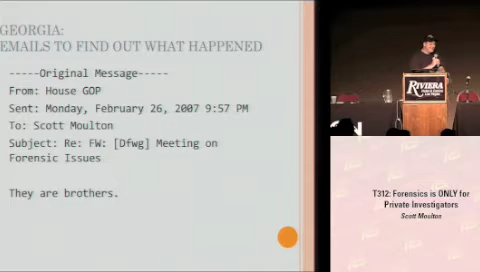 GEORGIA:
EMAILS TO FIND OUT WHAT HAPPENED
-----Original Message-----
From: House GOP
Sent: Monday, February 26, 2007 9:57 PM
To: Scott Moulton
Subject: Re: FW: [Dfwg] Meeting on
Forensic Issues
They are brothers.
RIVIERA
T312: Forensics is ONLY for
Private Investigators
Scott Moulton